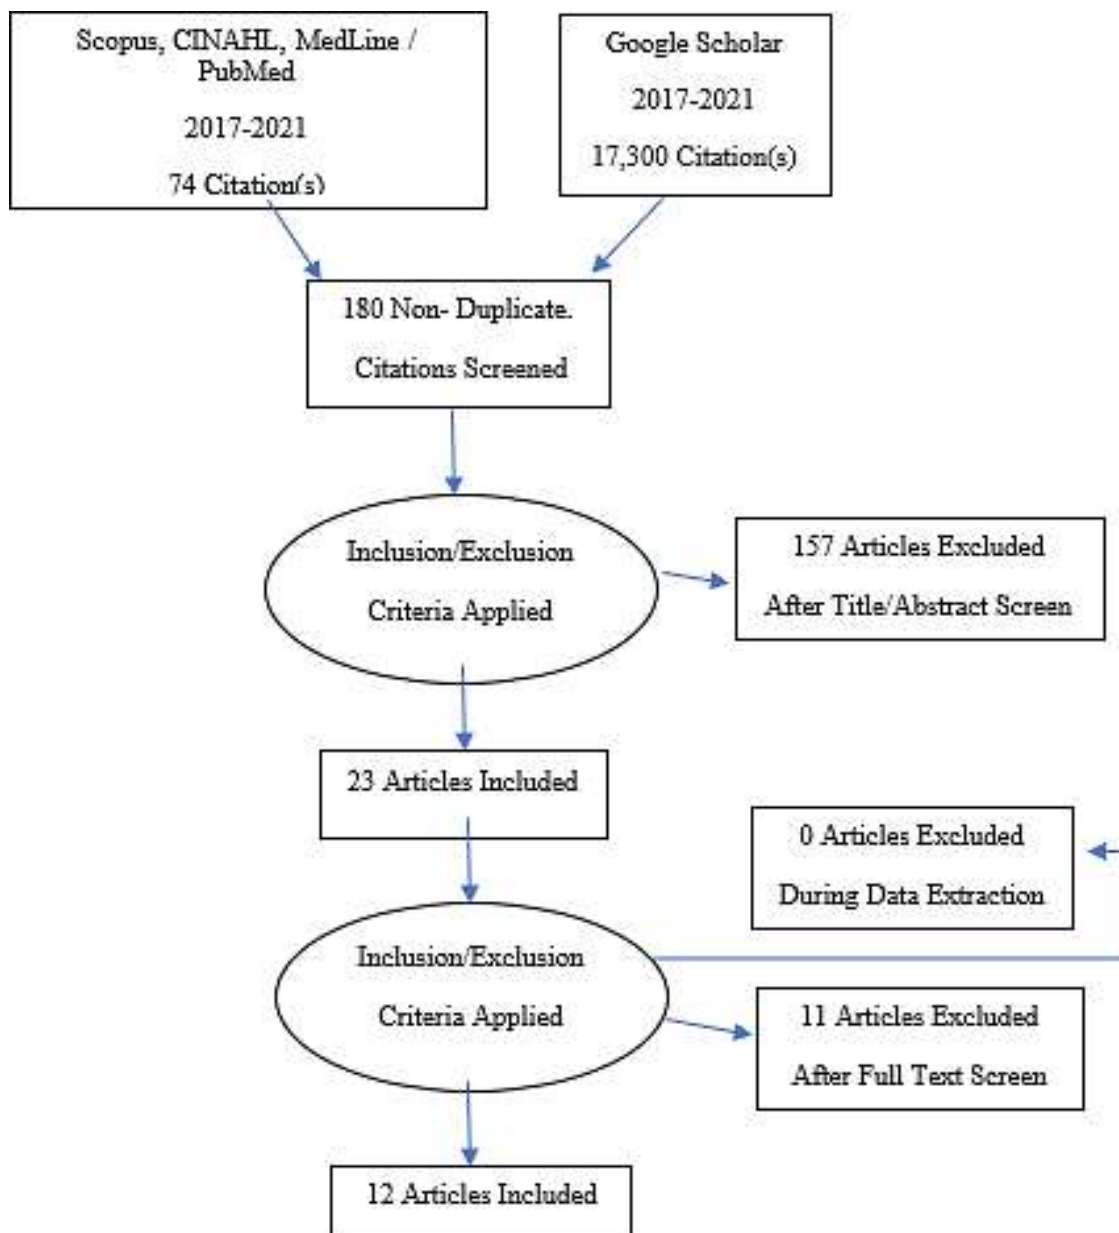 Scopus, CINAHL, MedLine /
PubMed
2017-2021
74 Citation(s)
Google Scholar
2017-2021
17,300 Citation(s)
180 Non- Duplicate.
Citations Screened
Inclusion/Exclusion
Criteria Applied
157 Articles Excluded
After Title/Abstract Screen
23 Articles Included
0 Articles Excluded
During Data Extraction
Inclusion/Exclusion
Criteria Applied
11 Articles Excluded
After Full Text Screen
12 Articles Included